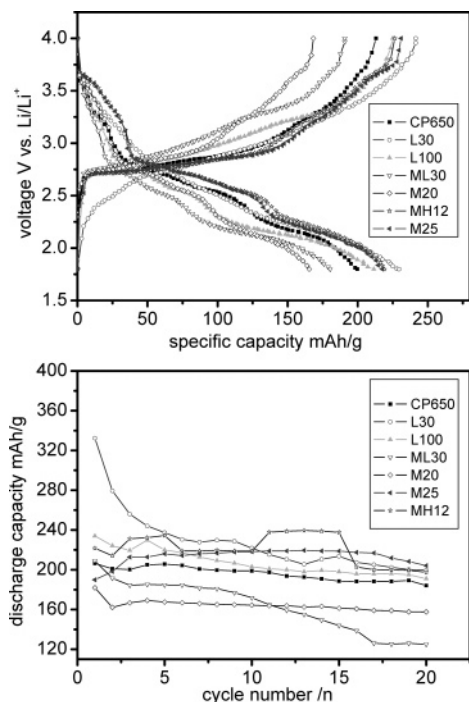 4.0
3.5
3.0
2.5
2.0
1.5
voltage V vs. Li/Li⁺
CP650
L30
L100
ML30
M20
MH12
M25
0 50 100 150 200 250
specific capacity mAh/g
400
360
320
280
240
200
160
120
discharge capacity mAh/g
CP650
L30
L100
ML30
M20
M25
MH12
0 5 10 15 20
cycle number /n